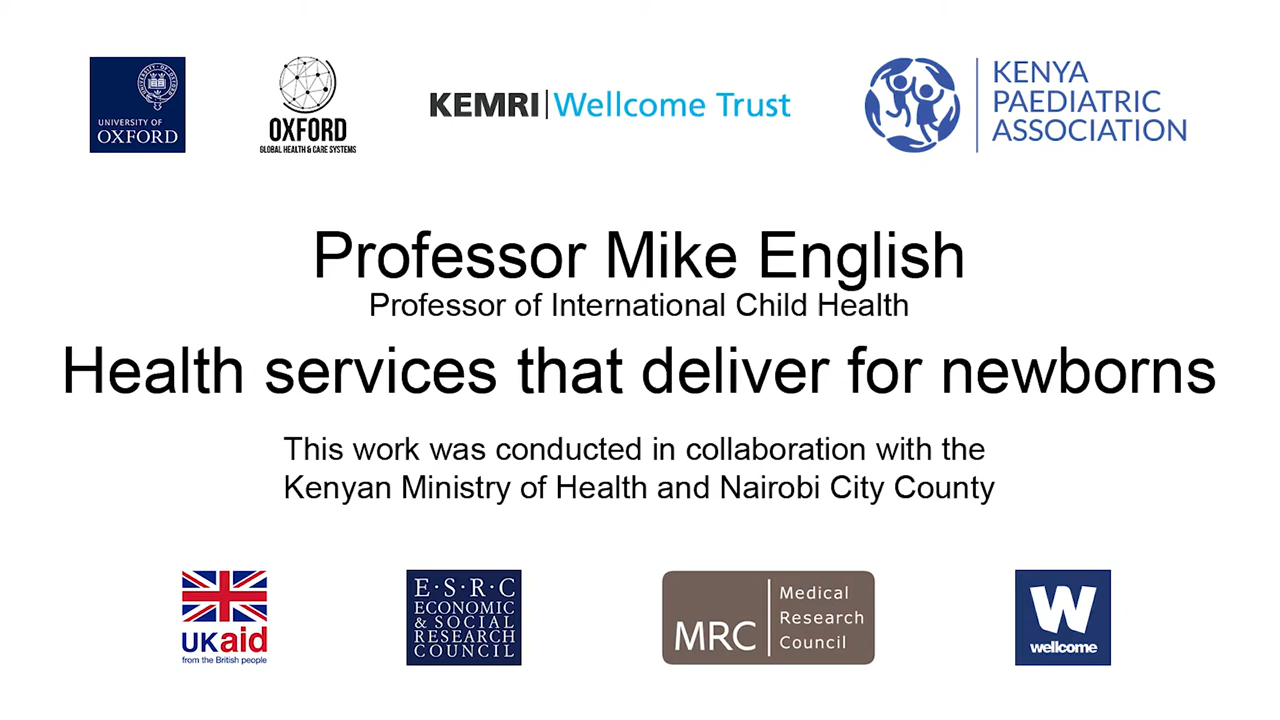 UNIVERSITY OF
OXFORD
OXFORD
GLOBAL HEALTH & CARE SYSTEMS
KEMRI|Wellcome Trust
KENYA
PAEDIATRIC
ASSOCIATION
Professor Mike English
Professor of International Child Health
Health services that deliver for newborns
This work was conducted in collaboration with the
Kenyan Ministry of Health and Nairobi City County
UKaid
from the British people
E·S·R·C
ECONOMIC
& SOCIAL
RESEARCH
COUNCIL
MRC
Medical
Research
Council
W
wellcome